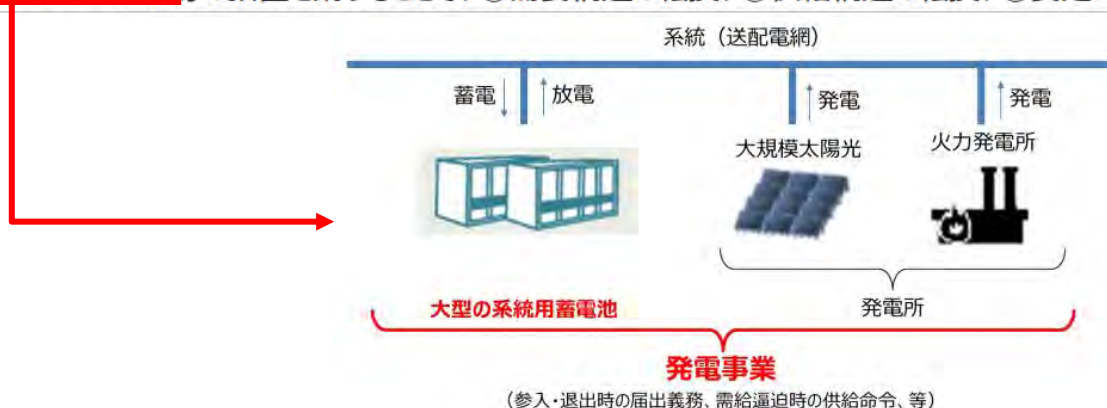 系統（送配電網）
蓄電 放電 発電 発電
大規模太陽光 火力発電所
大型の系統用蓄電池 発電所
発電事業
（参入・退出時の届出義務、需給逼迫時の供給命令、等）